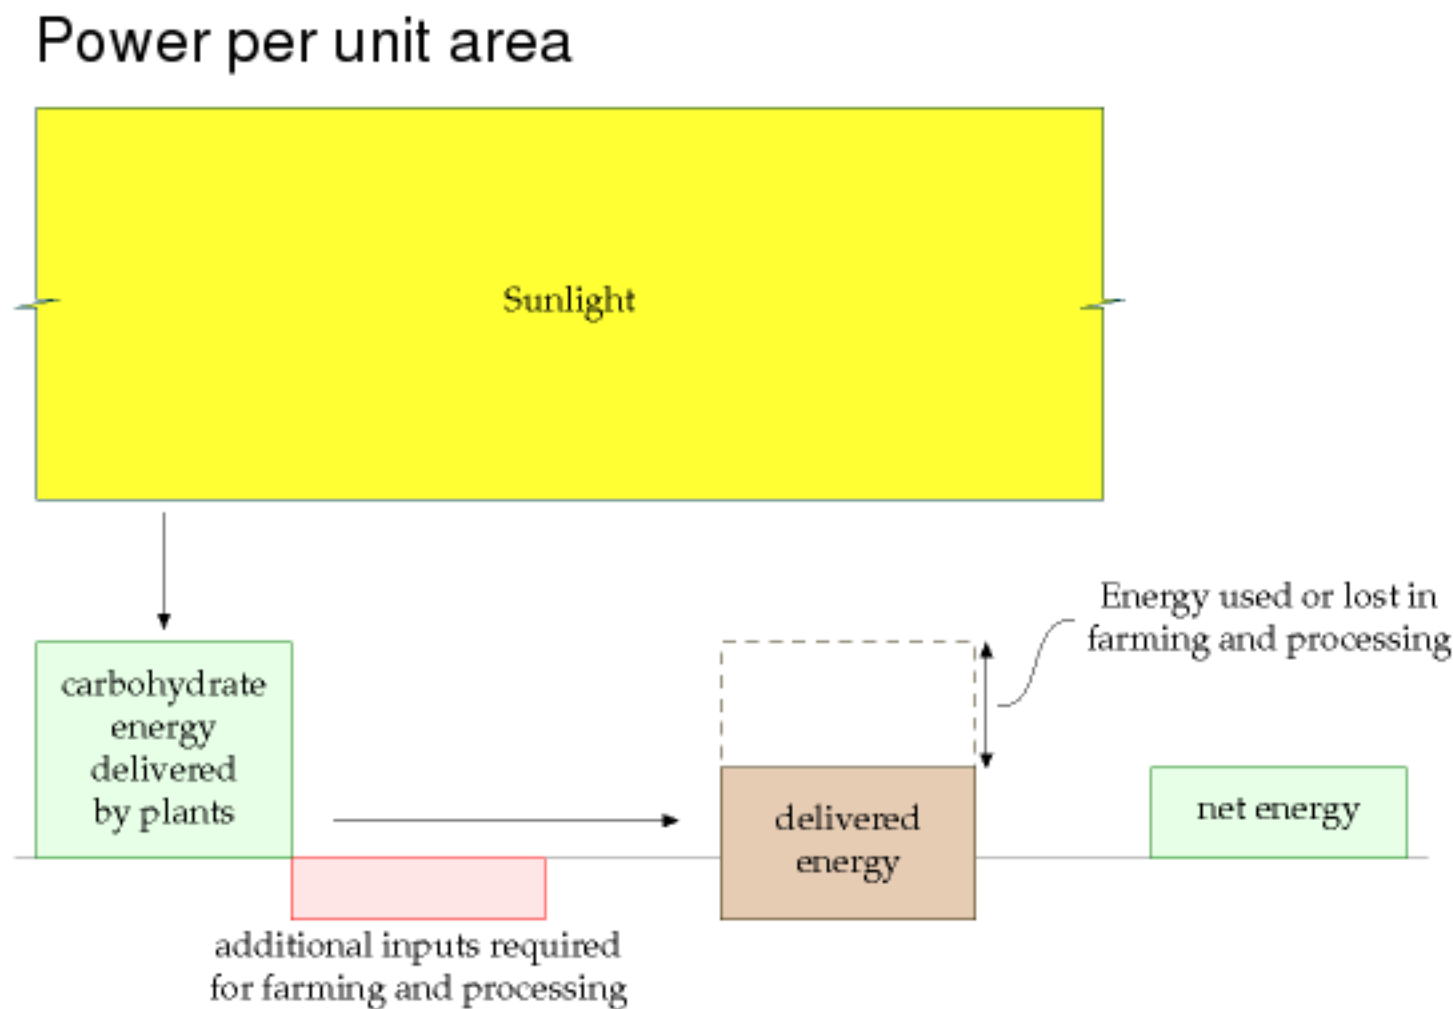 Power per unit area
Sunlight
Energy used or lost in
farming and processing
carbohydrate
energy
delivered
by plants
delivered
energy
net energy
additional inputs required
for farming and processing